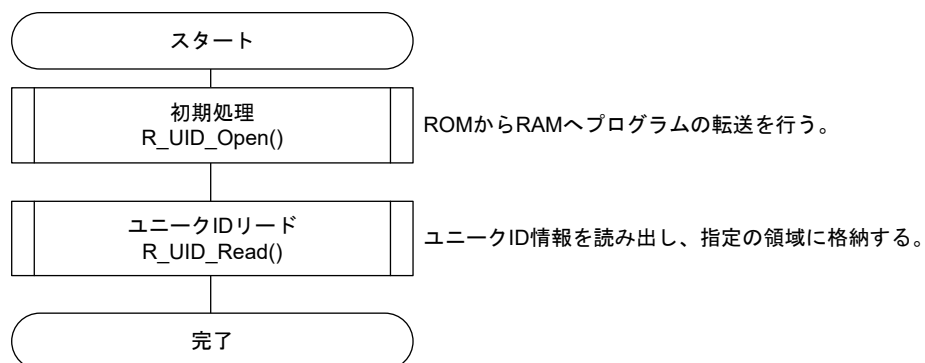 スタート
初期処理
R_UID_Open()
ROMからRAMへプログラムの転送を行う。
ユニークIDリード
R_UID_Read()
ユニークID情報を読み出し、指定の領域に格納する。
完了